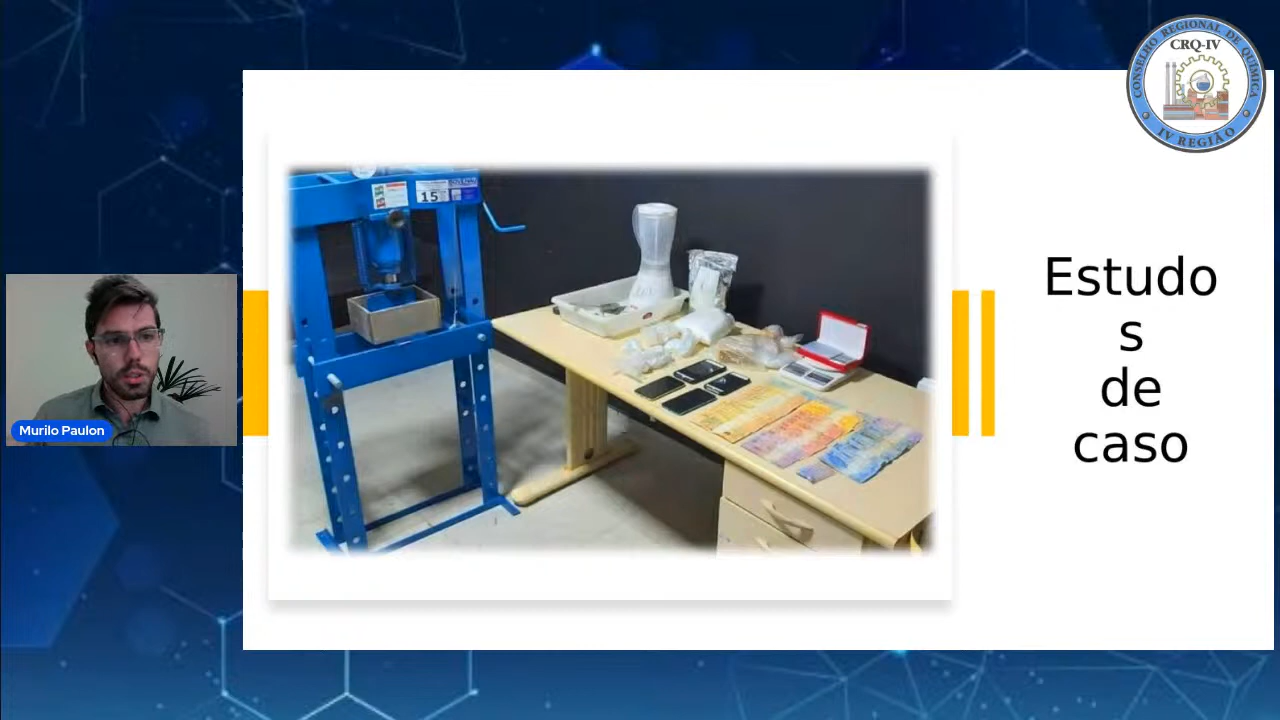 CONSELHO REGIONAL DE QUÍMICA
CRQ-IV
IV REGIÃO
15
Estudo
s
de
caso
Murilo Paulon